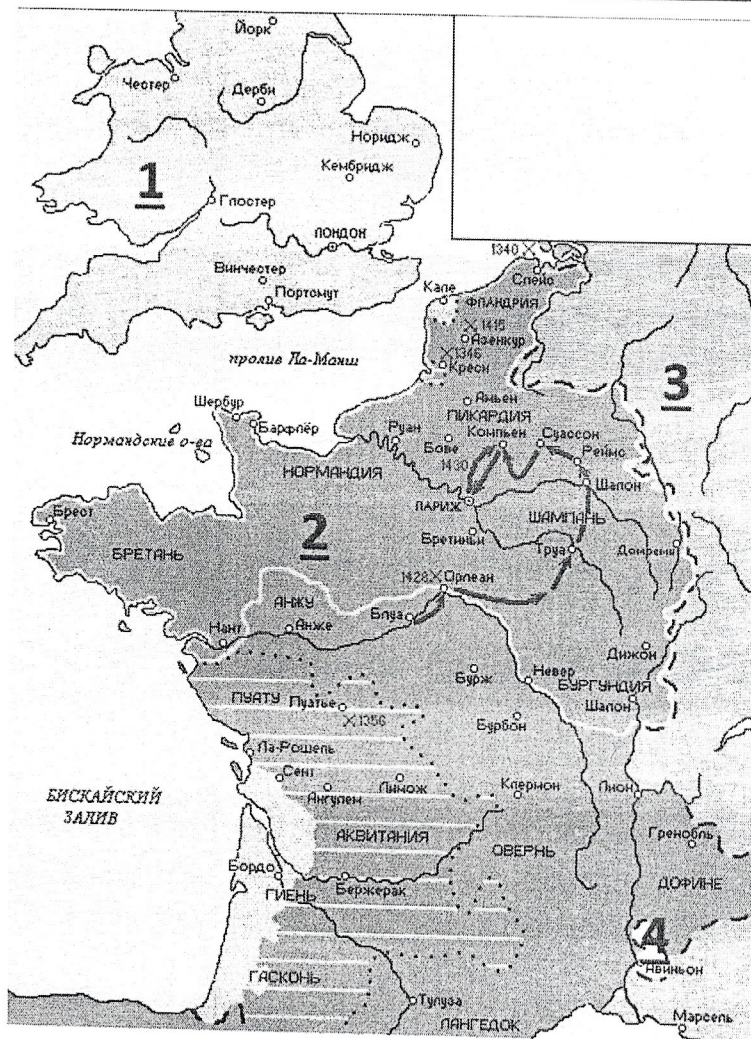 Йорк
Честер
Дерби
Норидж
Кембридж
1
Глостер
ЛОНДОН
1340
Винчестер
Слейс
Портсмут
Кале
ФЛАНДРИЯ
1415
Азенкур
пролив Ла-Манш
1346
Креси
3
Амьен
Шербур
ПИКАРДИЯ
Барфлёр
Руан
Компьен
Суассон
Нормандские о-ва
Бове
Реймс
1430
НОРМАНДИЯ
Шалон
ПАРИЖ
ШАМПАНЬ
Брест
2
Бретиньи
БРЕТАНЬ
Труа
Домреми
1428
Орлеан
АНЖУ
Блуа
Нант
Анже
Дижон
Бурж
Невер
ПУАТУ
Пуатье
БУРГУНДИЯ
Шалон
1356
Бурбон
Ла-Рошель
Сент
Лимож
БИСКАЙСКИЙ
ЗАЛИВ
Ангулем
Клермон
Лион
АКВИТАНИЯ
ОВЕРНЬ
Гренобль
Бордо
ГИЕНЬ
Бержерак
ДОФИНЕ
4
Авиньон
ГАСКОНЬ
Тулуза
ЛАНГЕДОК
Марсель